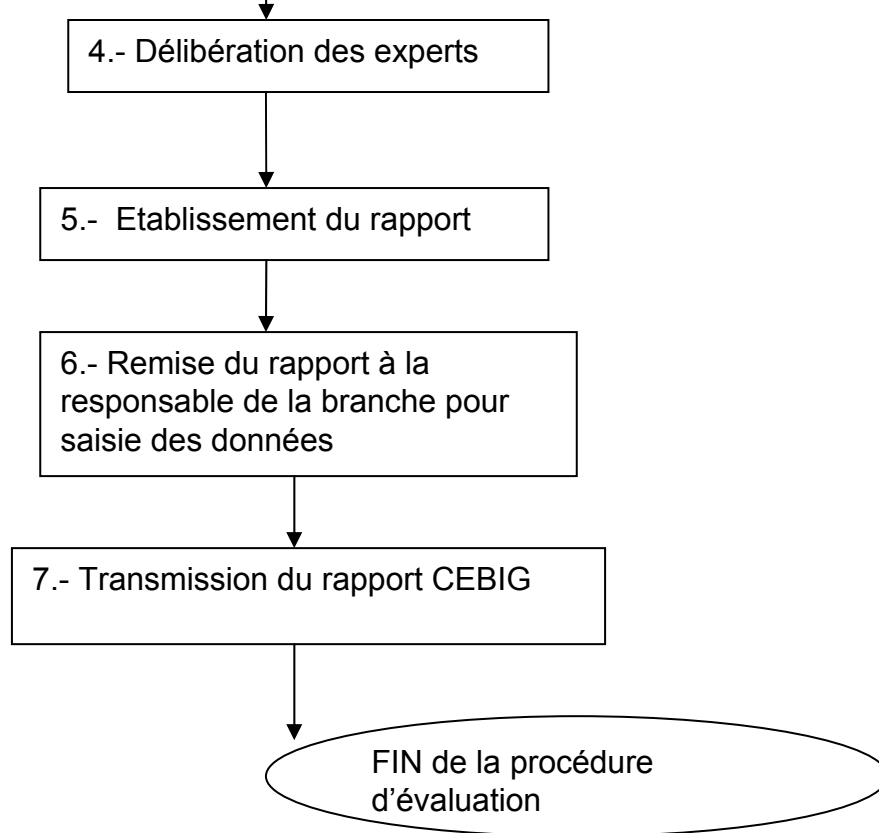 4.- Délibération des experts
5.- Etablissement du rapport
6.- Remise du rapport à la
responsable de la branche pour
saisie des données
7.- Transmission du rapport CEBIG
FIN de la procédure
d’évaluation